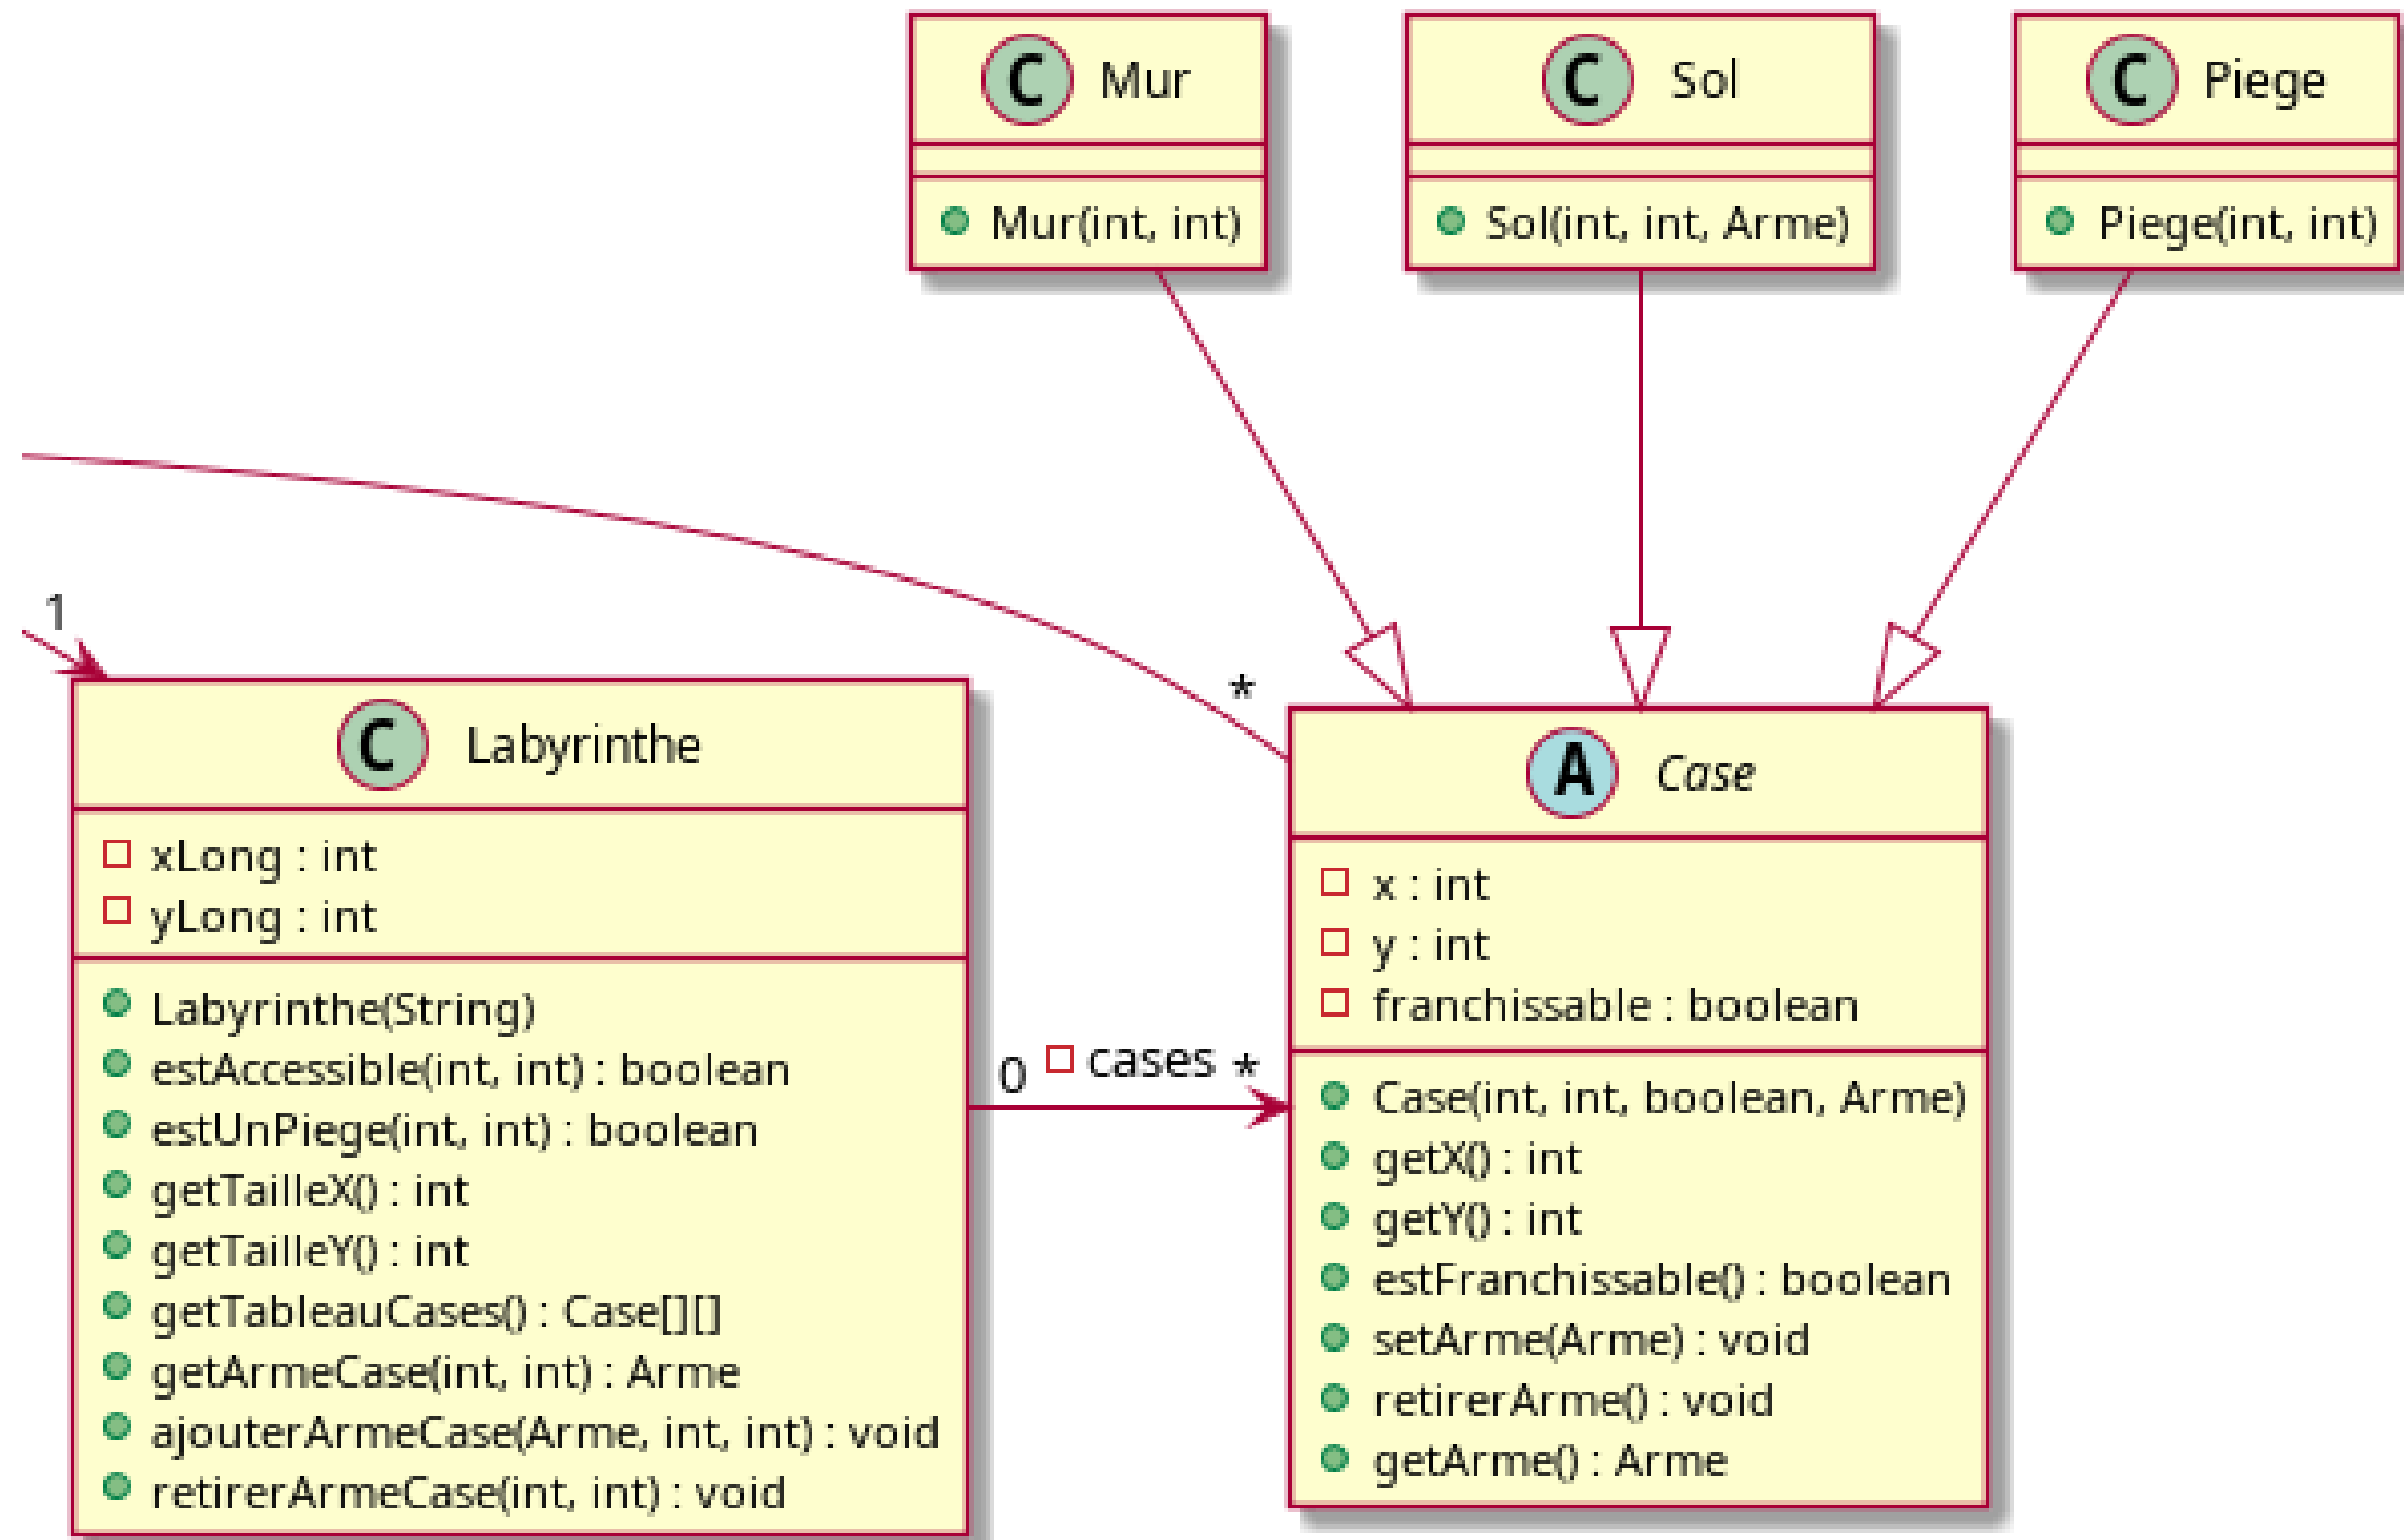 C Mur
Mur(int, int)
C Sol
Sol(int, int, Arme)
C Piege
Piege(int, int)
1
*
C Labyrinthe
xLong : int
yLong : int
Labyrinthe(String)
estAccessible(int, int) : boolean
estUnPiege(int, int) : boolean
getTailleX() : int
getTailleY() : int
getTableauCases() : Case[][]
getArmeCase(int, int) : Arme
ajouterArmeCase(Arme, int, int) : void
retirerArmeCase(int, int) : void
0 cases *
A Case
x : int
y : int
franchissable : boolean
Case(int, int, boolean, Arme)
getX() : int
getY() : int
estFranchissable() : boolean
setArme(Arme) : void
retirerArme() : void
getArme() : Arme